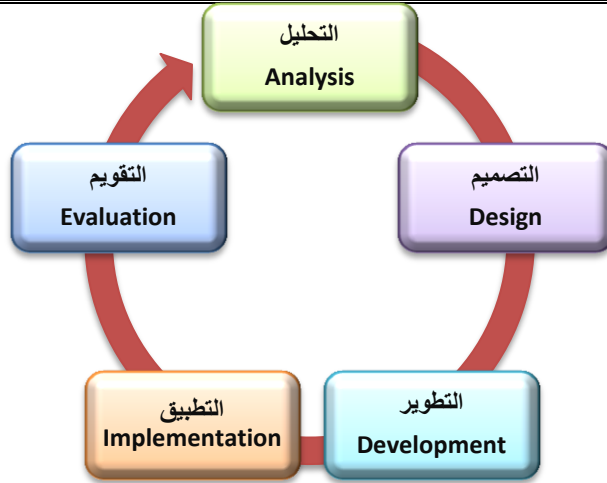 التحليل
Analysis
التصميم
Design
التطوير
Development
التطبيق
Implementation
التقويم
Evaluation